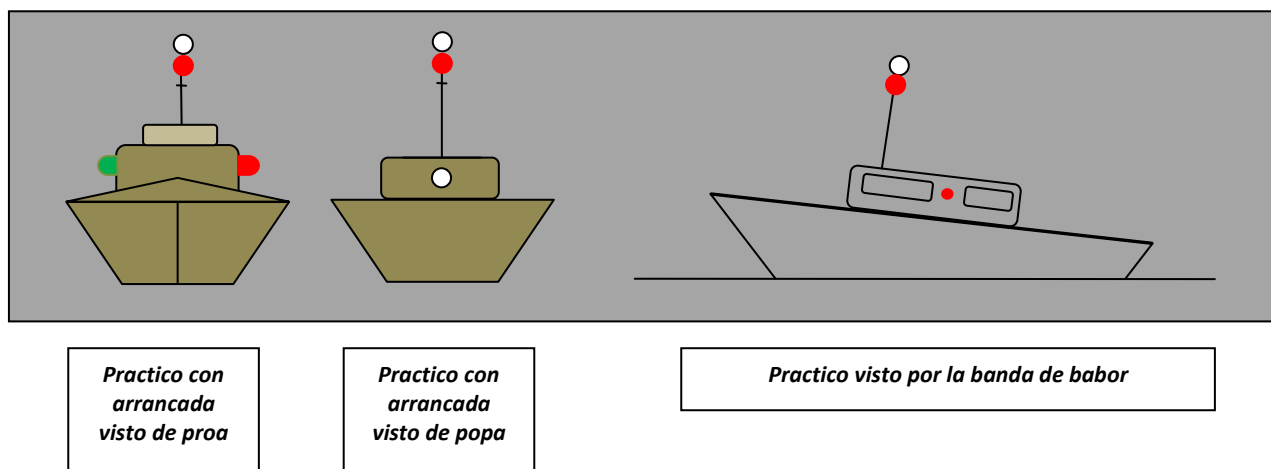 Practico con
arrancada
visto de proa
Practico con
arrancada
visto de popa
Practico visto por la banda de babor